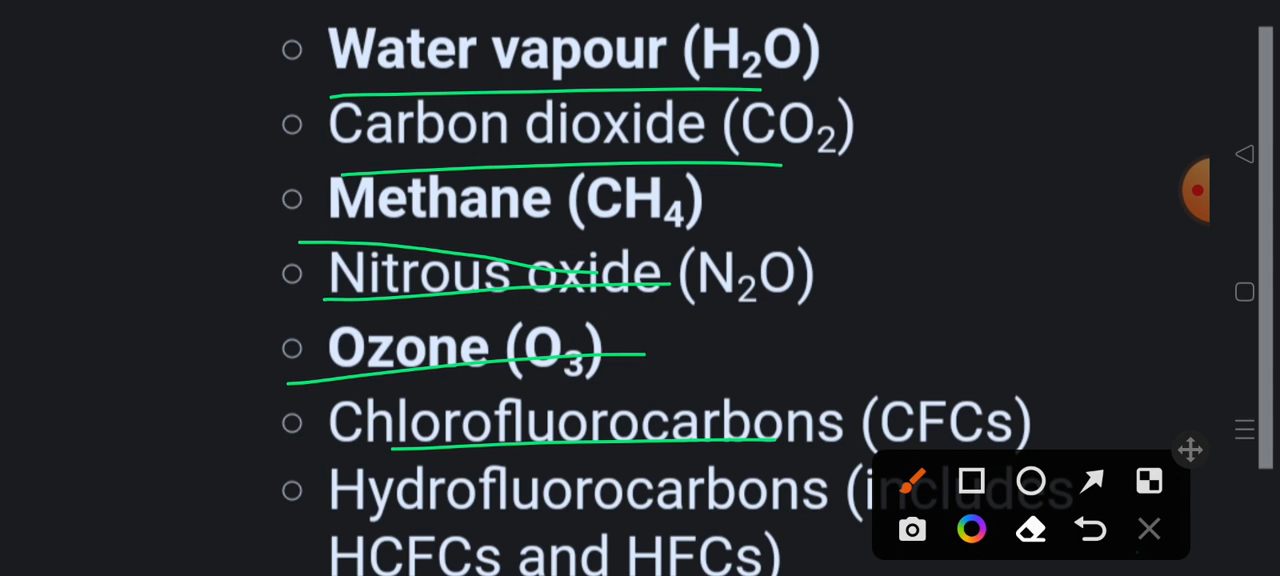 Water vapour (H₂O)
Carbon dioxide (CO₂)
Methane (CH₄)
Nitrous oxide (N₂O)
Ozone (O₃)
Chlorofluorocarbons (CFCs)
Hydrofluorocarbons (includes
HCFCs and HFCs)